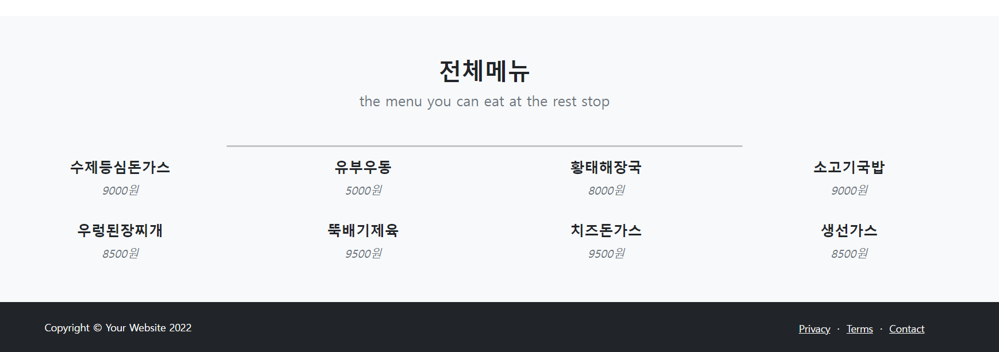 전체메뉴
the menu you can eat at the rest stop
수제등심돈가스 유부우동 황태해장국 소고기국밥
9000원 5000원 8000원 9000원
우렁된장찌개 뚝배기제육 치즈돈가스 생선가스
8500원 9500원 9500원 8500원
Copyright © Your Website 2022 Privacy · Terms · Contact